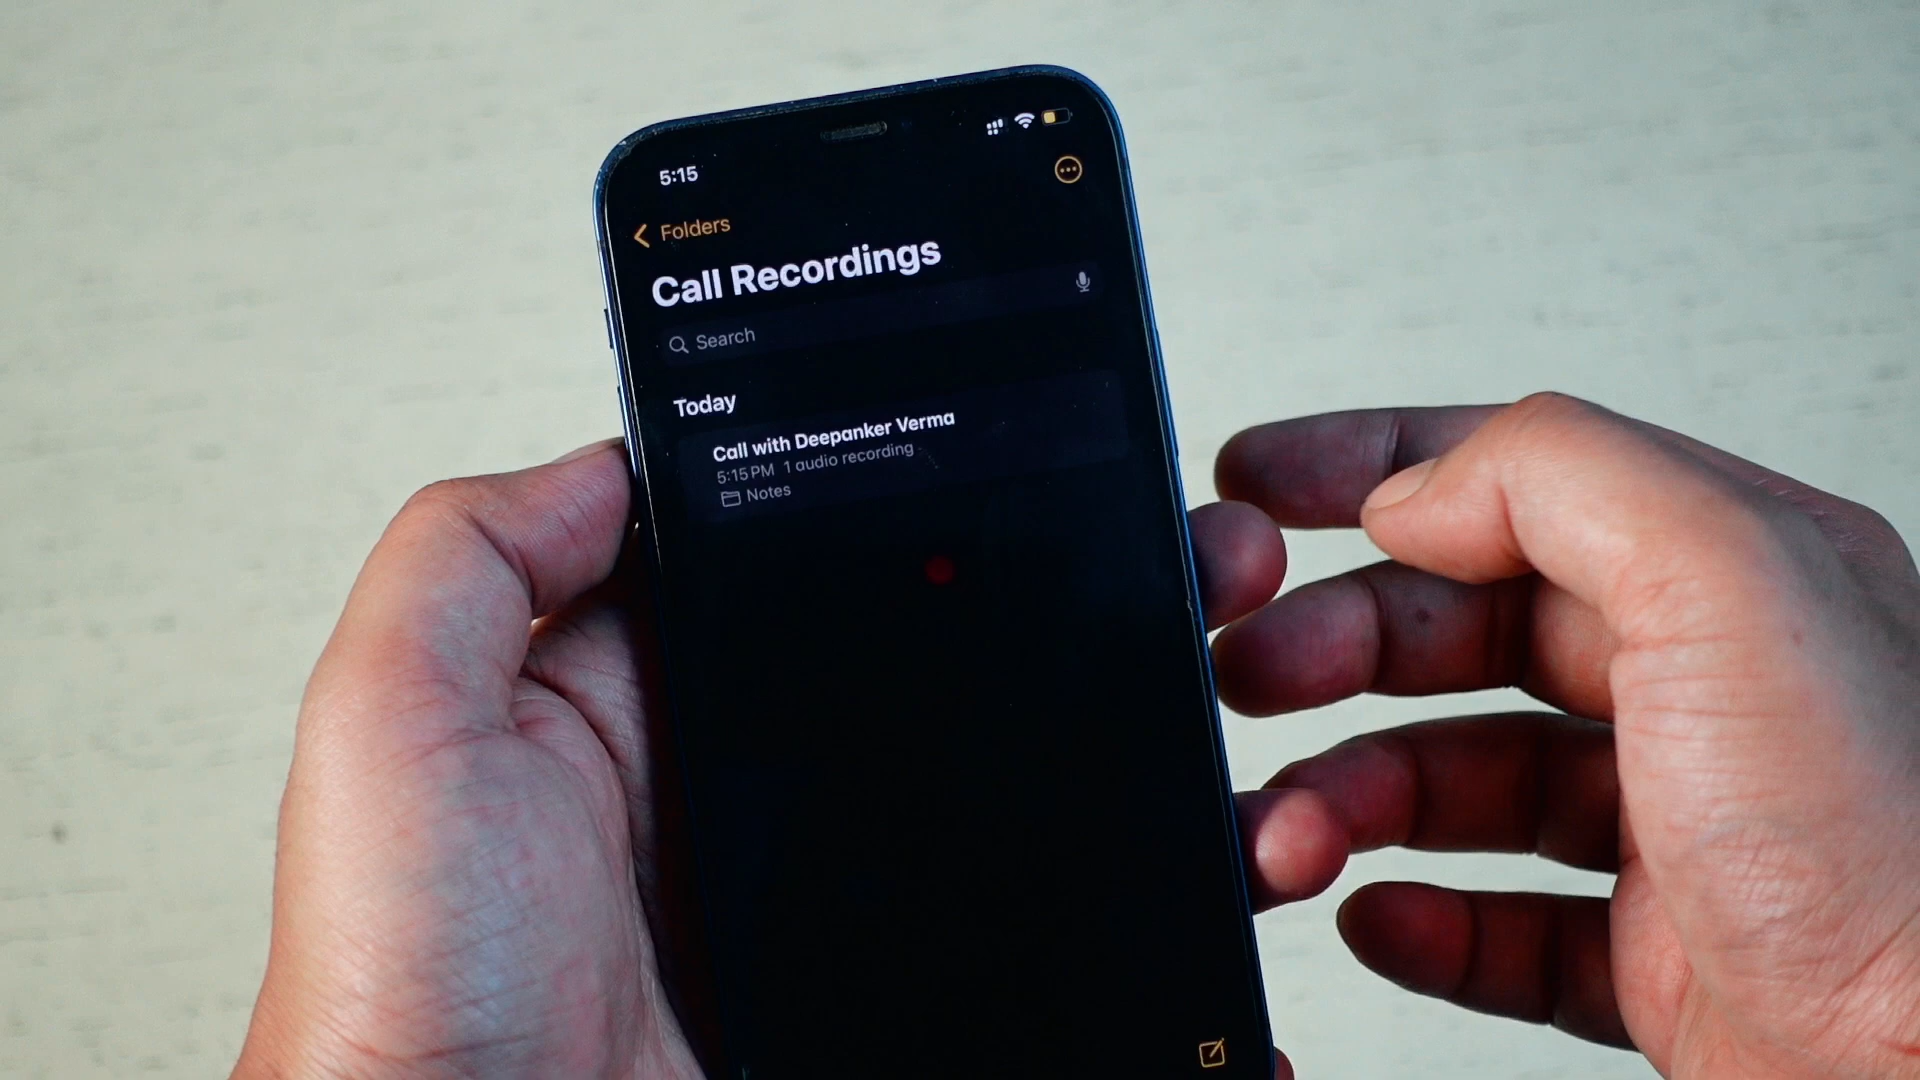 5:15
Folders
Call Recordings
Search
Today
Call with Deepanker Verma
5:15 PM 1 audio recording
Notes